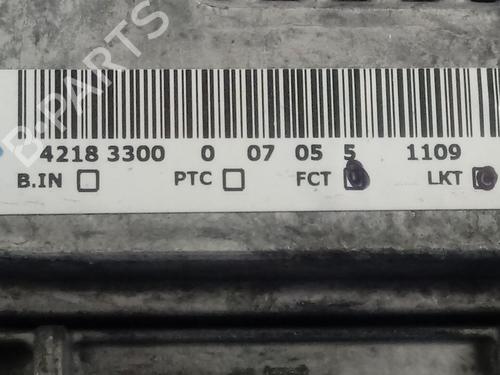 B-PARTS
4218 3300 0 07 05 5 1109
B.IN PTC FCT LKT